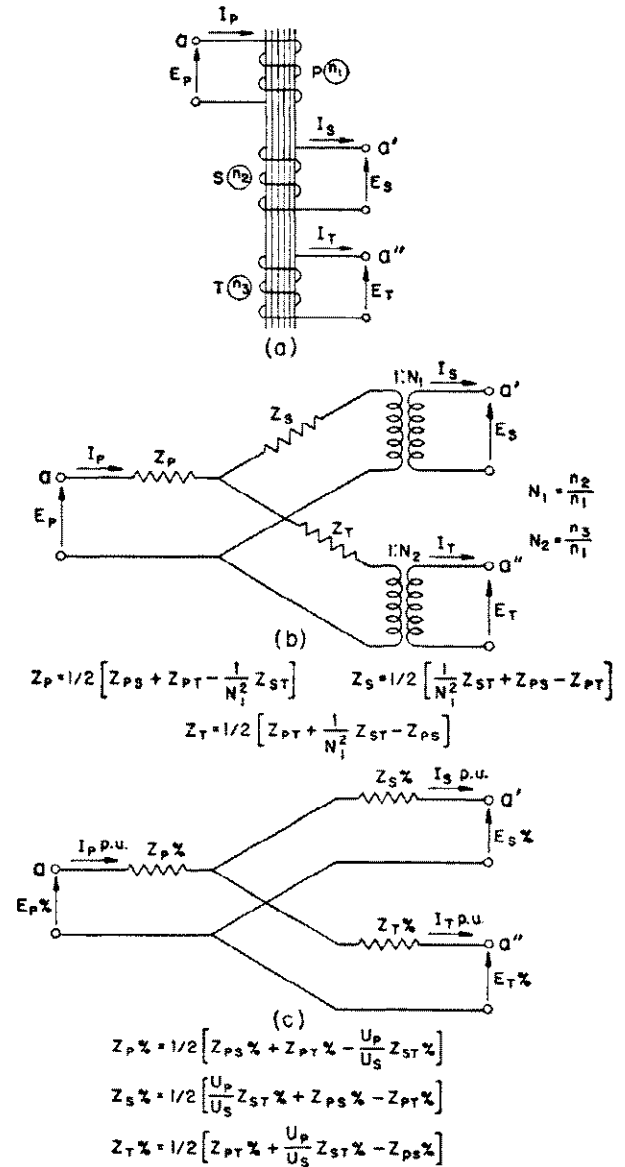 I_P
a
E_P
P (n₁)
I_S
a'
S (n₂)
E_S
I_T
a"
T (n₃)
E_T
(a)
1:N₁
I_S
a'
Z_S
E_S
I_P
Z_P
a
N₁ = n₂/n₁
E_P
Z_T
1:N₂
I_T
a"
N₂ = n₃/n₁
E_T
(b)
Z_P = 1/2 [Z_PS + Z_PT − 1/N₁² Z_ST] Z_S = 1/2 [1/N₁² Z_ST + Z_PS − Z_PT]
Z_T = 1/2 [Z_PT + 1/N₁² Z_ST − Z_PS]
Z_S% I_S p.u.
a'
E_S%
I_P p.u. Z_P%
a
E_P%
Z_T% I_T p.u.
a"
E_T%
(c)
Z_P% = 1/2 [Z_PS% + Z_PT% − U_P/U_S Z_ST%]
Z_S% = 1/2 [U_P/U_S Z_ST% + Z_PS% − Z_PT%]
Z_T% = 1/2 [Z_PT% + U_P/U_S Z_ST% − Z_PS%]